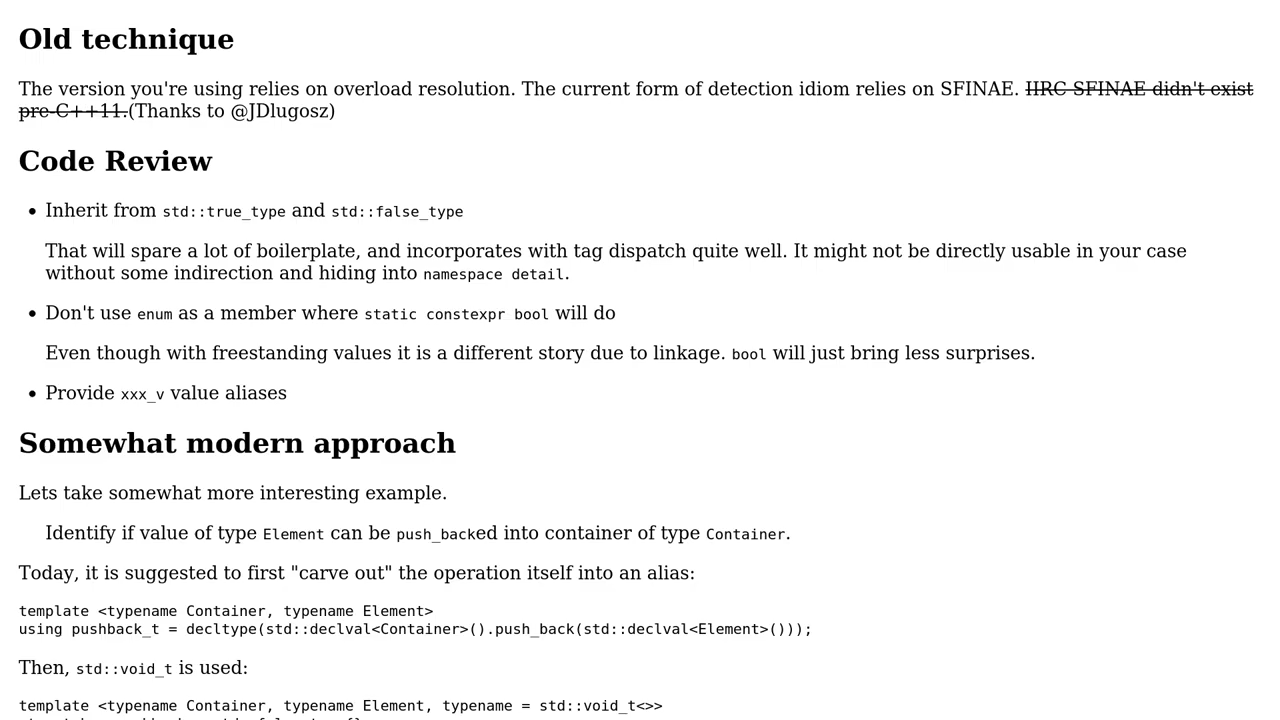 Old technique
The version you're using relies on overload resolution. The current form of detection idiom relies on SFINAE. IIRC SFINAE didn't exist
pre-C++11.(Thanks to @JDlugosz)
Code Review
• Inherit from std::true_type and std::false_type
That will spare a lot of boilerplate, and incorporates with tag dispatch quite well. It might not be directly usable in your case
without some indirection and hiding into namespace detail.
• Don't use enum as a member where static constexpr bool will do
Even though with freestanding values it is a different story due to linkage. bool will just bring less surprises.
• Provide xxx_v value aliases
Somewhat modern approach
Lets take somewhat more interesting example.
Identify if value of type Element can be push_backed into container of type Container.
Today, it is suggested to first "carve out" the operation itself into an alias:
template <typename Container, typename Element>
using pushback_t = decltype(std::declval<Container>().push_back(std::declval<Element>()));
Then, std::void_t is used:
template <typename Container, typename Element, typename = std::void_t<>>